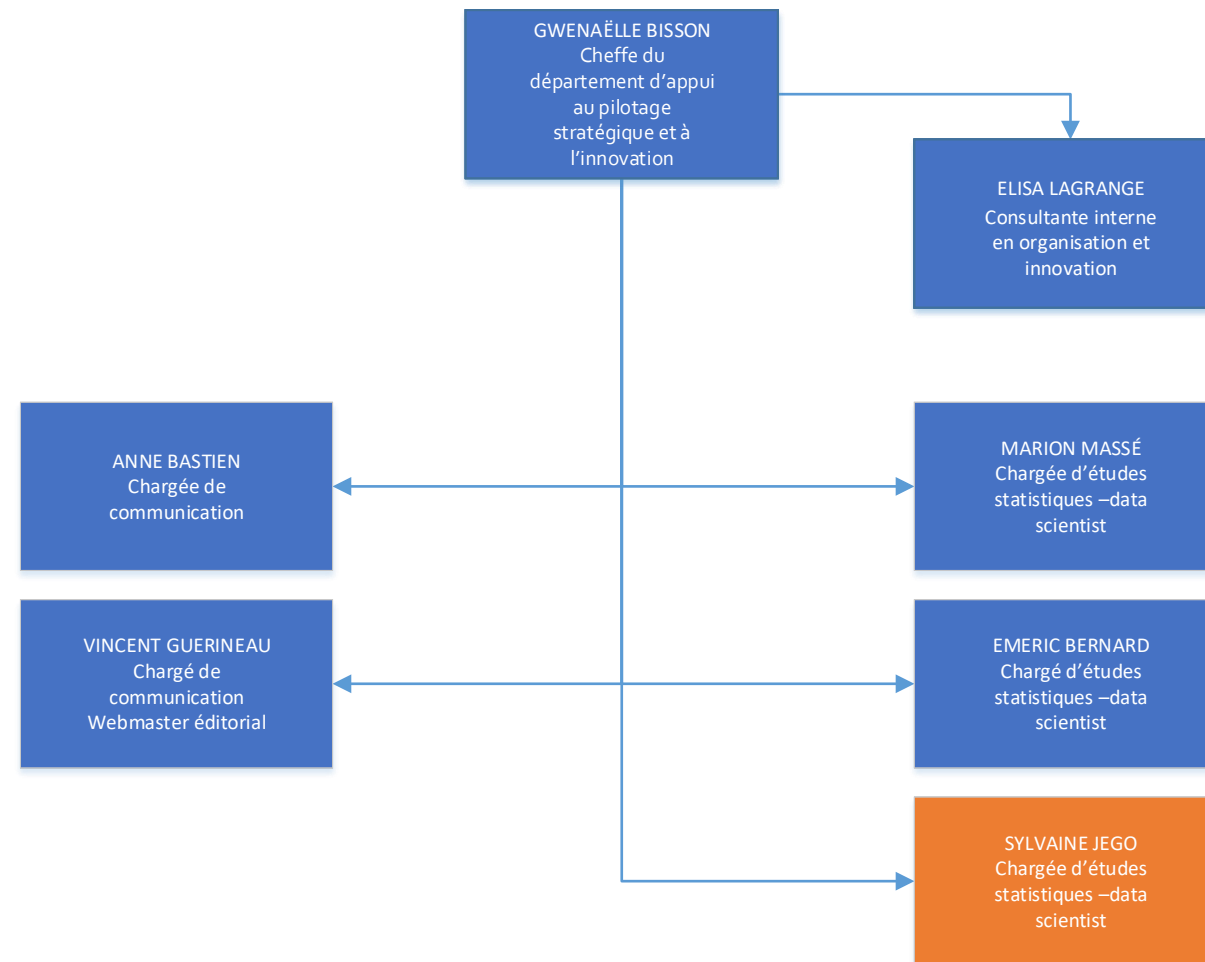 GWENAËLLE BISSON
Cheffe du
département d'appui
au pilotage
stratégique et à
l'innovation
ELISA LAGRANGE
Consultante interne
en organisation et
innovation
ANNE BASTIEN
Chargée de
communication
MARION MASSÉ
Chargée d'études
statistiques –data
scientist
VINCENT GUERINEAU
Chargé de
communication
Webmaster éditorial
EMERIC BERNARD
Chargé d'études
statistiques –data
scientist
SYLVAINE JEGO
Chargée d'études
statistiques –data
scientist